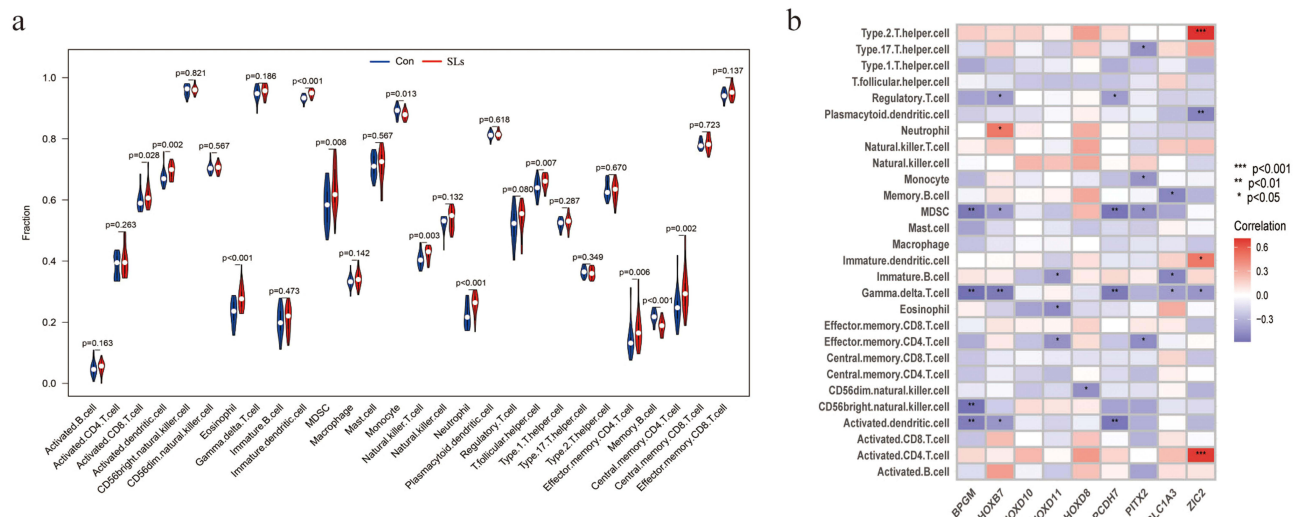 a
Fraction
1.0
0.8
0.6
0.4
0.2
0.0
Con
SLs
p=0.163
p=0.263
p=0.028
p=0.002
p=0.821
p=0.567
p<0.001
p=0.186
p=0.473
p<0.001
p=0.008
p=0.142
p=0.567
p=0.013
p=0.003
p=0.132
p<0.001
p=0.618
p=0.080
p=0.007
p=0.287
p=0.349
p=0.670
p=0.006
p<0.001
p=0.002
p=0.723
p=0.137
Activated.B.cell
Activated.CD4.T.cell
Activated.CD8.T.cell
Activated.dendritic.cell
CD56bright.natural.killer.cell
CD56dim.natural.killer.cell
Eosinophil
Gamma.delta.T.cell
Immature.B.cell
Immature.dendritic.cell
MDSC
Macrophage
Mast.cell
Monocyte
Natural.killer.T.cell
Natural.killer.cell
Neutrophil
Plasmacytoid.dendritic.cell
Regulatory.T.cell
T.follicular.helper.cell
Type.1.T.helper.cell
Type.17.T.helper.cell
Type.2.T.helper.cell
Effector.memory.CD4.T.cell
Memory.B.cell
Central.memory.CD4.T.cell
Central.memory.CD8.T.cell
Effector.memory.CD8.T.cell
b
Type.2.T.helper.cell ***
Type.17.T.helper.cell *
Type.1.T.helper.cell
T.follicular.helper.cell
Regulatory.T.cell * *
Plasmacytoid.dendritic.cell **
Neutrophil *
Natural.killer.T.cell
Natural.killer.cell
Monocyte *
Memory.B.cell *
MDSC ** * ** *
Mast.cell
Macrophage
Immature.dendritic.cell *
Immature.B.cell * *
Gamma.delta.T.cell ** ** ** * *
Eosinophil *
Effector.memory.CD8.T.cell
Effector.memory.CD4.T.cell * *
Central.memory.CD8.T.cell
Central.memory.CD4.T.cell
CD56dim.natural.killer.cell *
CD56bright.natural.killer.cell **
Activated.dendritic.cell ** * **
Activated.CD8.T.cell
Activated.CD4.T.cell ***
Activated.B.cell
BPGM
HOXB7
HOXD10
HOXD11
HOXD8
PCDH7
PITX2
SLC1A3
ZIC2
*** p<0.001
** p<0.01
* p<0.05
Correlation
0.6
0.3
0.0
−0.3